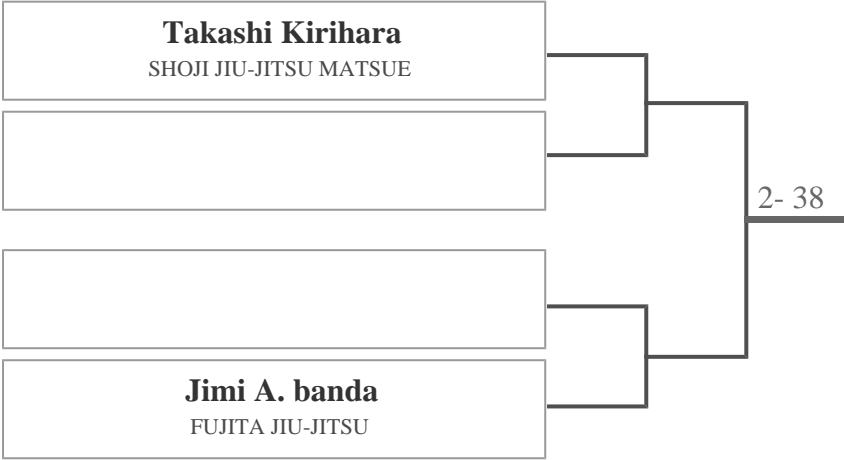 Takashi Kirihara
SHOJI JIU-JITSU MATSUE
2- 38
Jimi A. banda
FUJITA JIU-JITSU